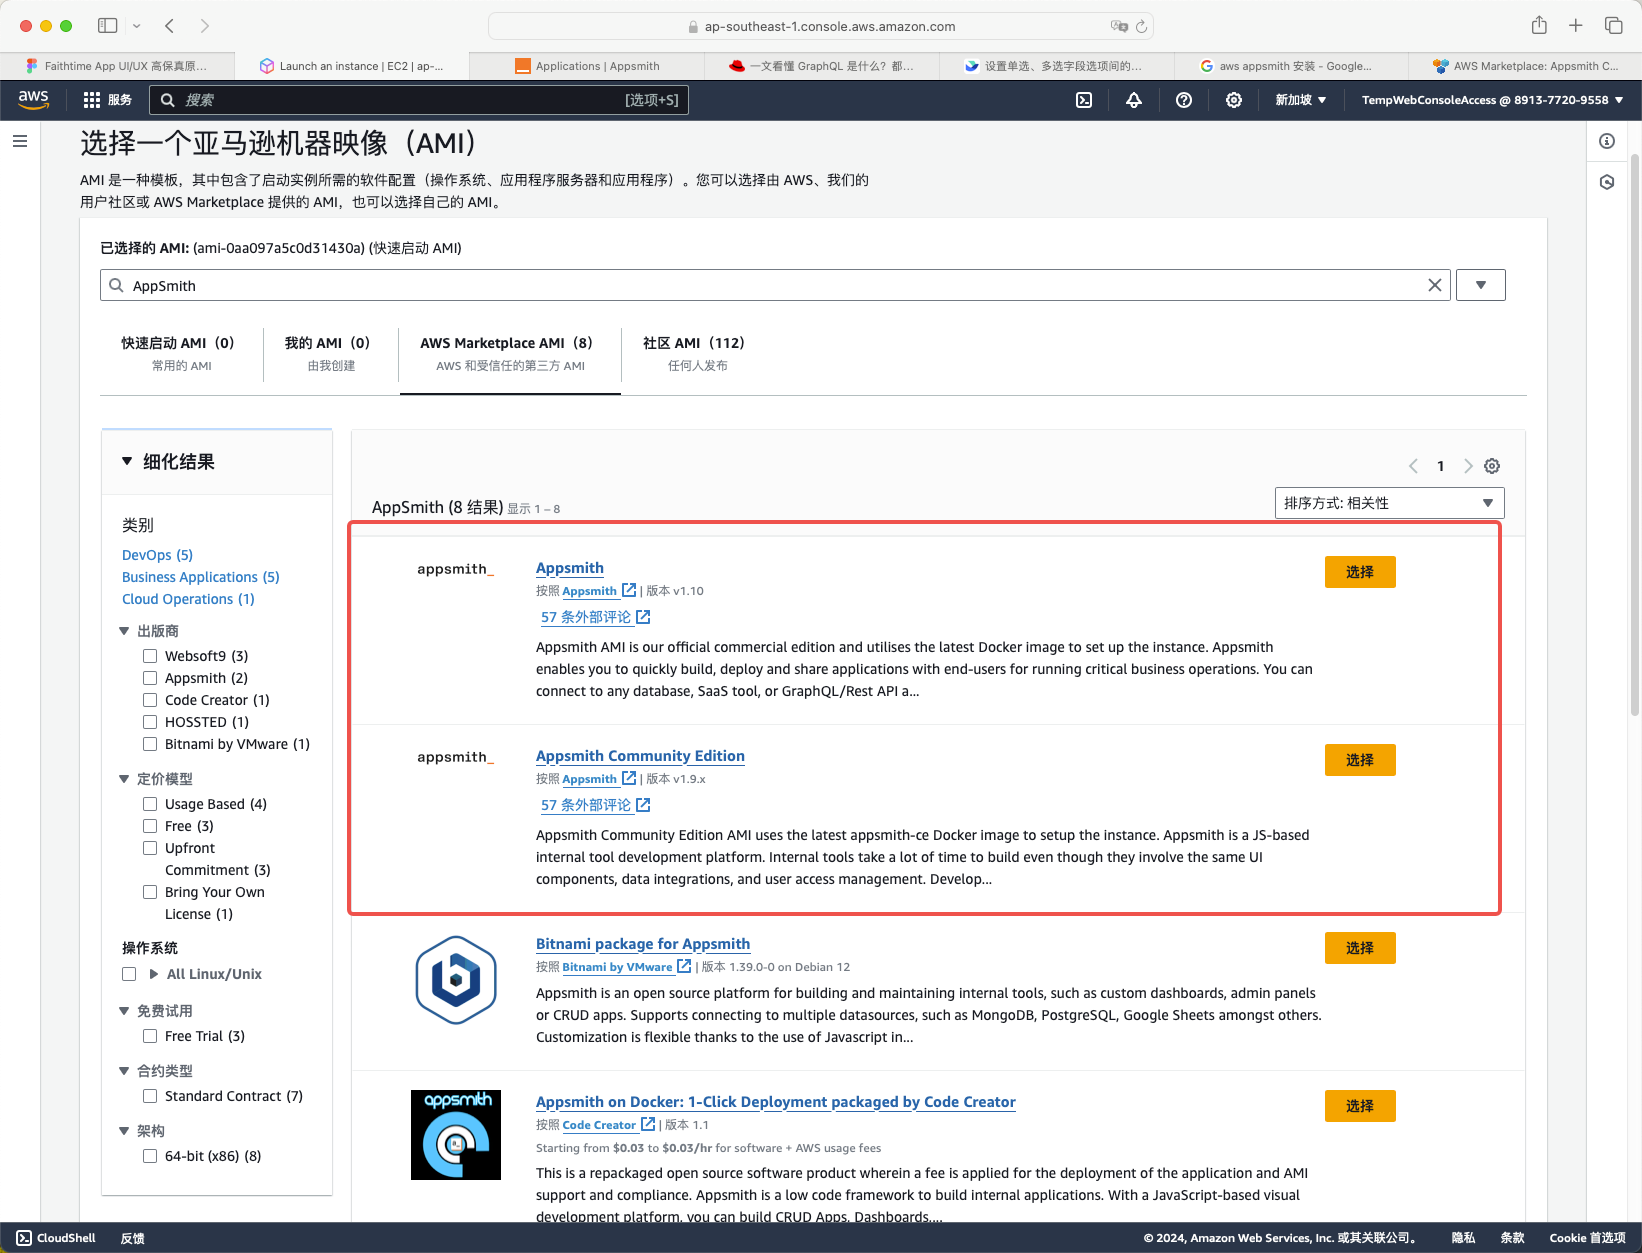 ap-southeast-1.console.aws.amazon.com
Faithtime App UI/UX 高保真原...
Launch an instance | EC2 | ap-...
Applications | Appsmith
一文看懂 GraphQL 是什么？都...
设置单选、多选字段选项间的...
aws appsmith 安装 - Google...
AWS Marketplace: Appsmith C...
aws
服务
搜索
[选项+S]
新加坡
TempWebConsoleAccess @ 8913-7720-9558
选择一个亚马逊机器映像（AMI）
AMI 是一种模板，其中包含了启动实例所需的软件配置（操作系统、应用程序服务器和应用程序）。您可以选择由 AWS、我们的
用户社区或 AWS Marketplace 提供的 AMI，也可以选择自己的 AMI。
已选择的 AMI: (ami-0aa097a5c0d31430a) (快速启动 AMI)
AppSmith
快速启动 AMI（0）
常用的 AMI
我的 AMI（0）
由我创建
AWS Marketplace AMI（8）
AWS 和受信任的第三方 AMI
社区 AMI（112）
任何人发布
细化结果
类别
DevOps (5)
Business Applications (5)
Cloud Operations (1)
出版商
Websoft9 (3)
Appsmith (2)
Code Creator (1)
HOSSTED (1)
Bitnami by VMware (1)
定价模型
Usage Based (4)
Free (3)
Upfront
Commitment (3)
Bring Your Own
License (1)
操作系统
All Linux/Unix
免费试用
Free Trial (3)
合约类型
Standard Contract (7)
架构
64-bit (x86) (8)
1
AppSmith (8 结果) 显示 1 – 8
排序方式: 相关性
appsmith_
Appsmith
按照 Appsmith | 版本 v1.10
57 条外部评论
Appsmith AMI is our official commercial edition and utilises the latest Docker image to set up the instance. Appsmith
enables you to quickly build, deploy and share applications with end-users for running critical business operations. You can
connect to any database, SaaS tool, or GraphQL/Rest API a...
选择
appsmith_
Appsmith Community Edition
按照 Appsmith | 版本 v1.9.x
57 条外部评论
Appsmith Community Edition AMI uses the latest appsmith-ce Docker image to setup the instance. Appsmith is a JS-based
internal tool development platform. Internal tools take a lot of time to build even though they involve the same UI
components, data integrations, and user access management. Develop...
选择
b
Bitnami package for Appsmith
按照 Bitnami by VMware | 版本 1.39.0-0 on Debian 12
Appsmith is an open source platform for building and maintaining internal tools, such as custom dashboards, admin panels
or CRUD apps. Supports connecting to multiple datasources, such as MongoDB, PostgreSQL, Google Sheets amongst others.
Customization is flexible thanks to the use of Javascript in...
选择
appsmith
Appsmith on Docker: 1-Click Deployment packaged by Code Creator
按照 Code Creator | 版本 1.1
Starting from $0.03 to $0.03/hr for software + AWS usage fees
This is a repackaged open source software product wherein a fee is applied for the deployment of the application and AMI
support and compliance. Appsmith is a low code framework to build internal applications. With a JavaScript-based visual
development platform, you can build CRUD Apps, Dashboards,...
选择
CloudShell
反馈
© 2024, Amazon Web Services, Inc. 或其关联公司。
隐私
条款
Cookie 首选项